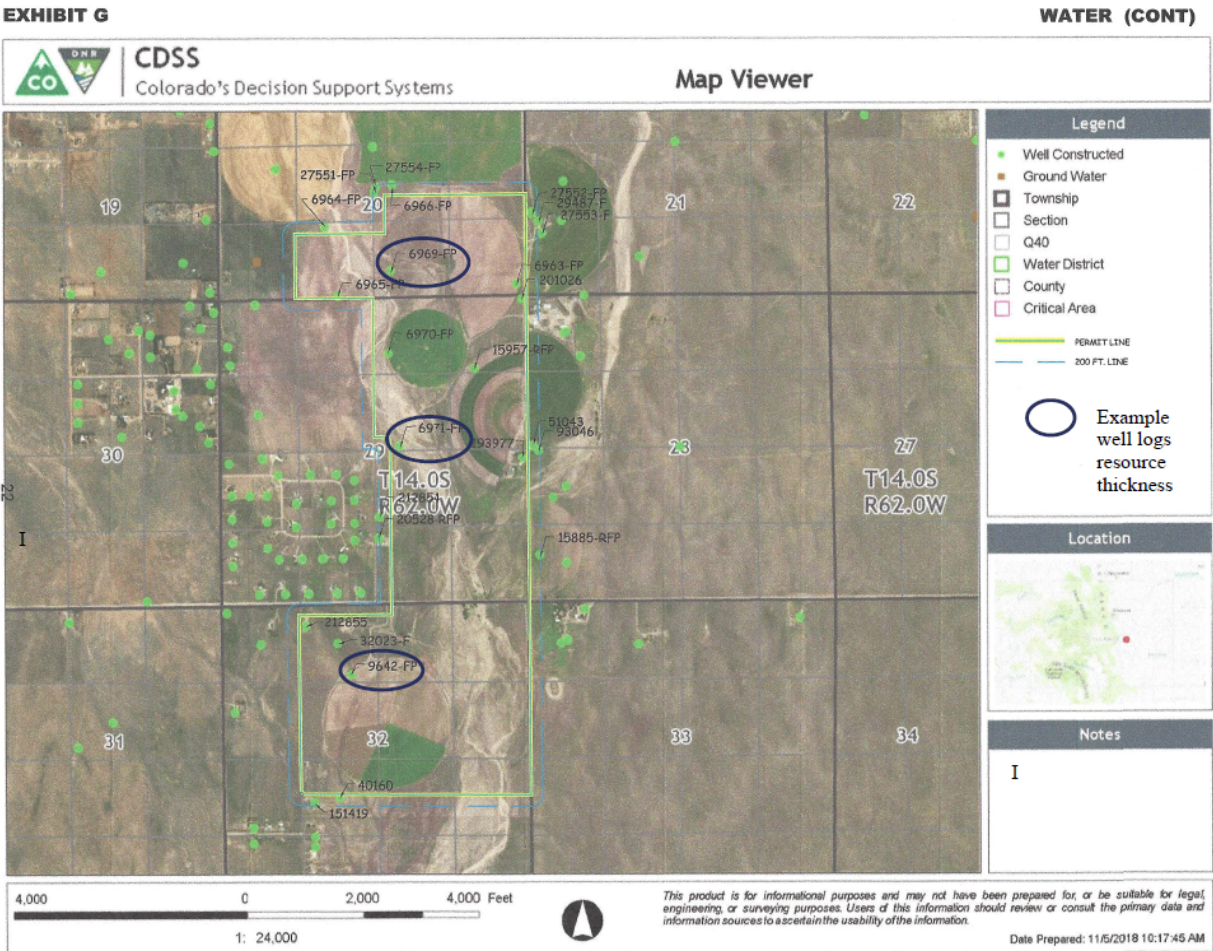 EXHIBIT G
WATER (CONT)
CO
DNR
CDSS
Colorado's Decision Support Systems
Map Viewer
19
20
21
22
27551-FP
27554-FP
6964-FP
6966-FP
27552-FP
29487-F
27553-F
6969-FP
6963-FP
6965-FP
201026
6970-FP
15957-RFP
6971-FP
51043
93046
93977
30
29
28
27
T14.0S
R62.0W
T14.0S
R62.0W
22
I
212851
20528-RFP
15885-RFP
212855
32023-F
9642-FP
31
32
33
34
40160
151419
Legend
Well Constructed
Ground Water
Township
Section
Q40
Water District
County
Critical Area
PERMIT LINE
200 FT. LINE
Example
well logs
resource
thickness
Location
Notes
I
4,000
0
2,000
4,000 Feet
1: 24,000
This product is for informational purposes and may not have been prepared for, or be suitable for legal,
engineering, or surveying purposes. Users of this information should review or consult the primary data and
information sources to ascertain the usability of the information.
Date Prepared: 11/5/2018 10:17:45 AM